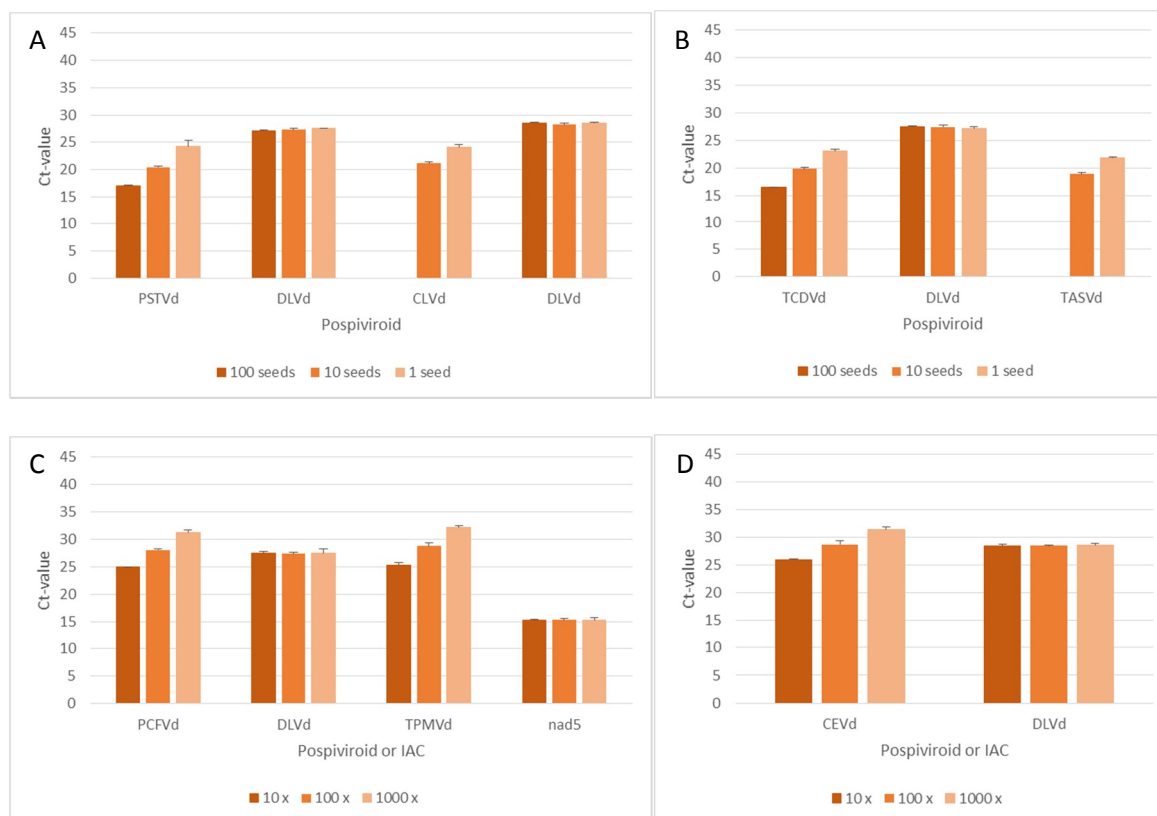 A
45
40
35
30
25
20
15
10
5
0
Ct-value
PSTVd DLVd CLVd DLVd
Pospiviroid
100 seeds 10 seeds 1 seed
B
45
40
35
30
25
20
15
10
5
0
Ct-value
TCDVd DLVd TASVd
Pospiviroid
100 seeds 10 seeds 1 seed
C
45
40
35
30
25
20
15
10
5
0
Ct-value
PCFVd DLVd TPMVd nad5
Pospiviroid or IAC
10 x 100 x 1000 x
D
45
40
35
30
25
20
15
10
5
0
Ct-value
CEVd DLVd
Pospiviroid or IAC
10 x 100 x 1000 x